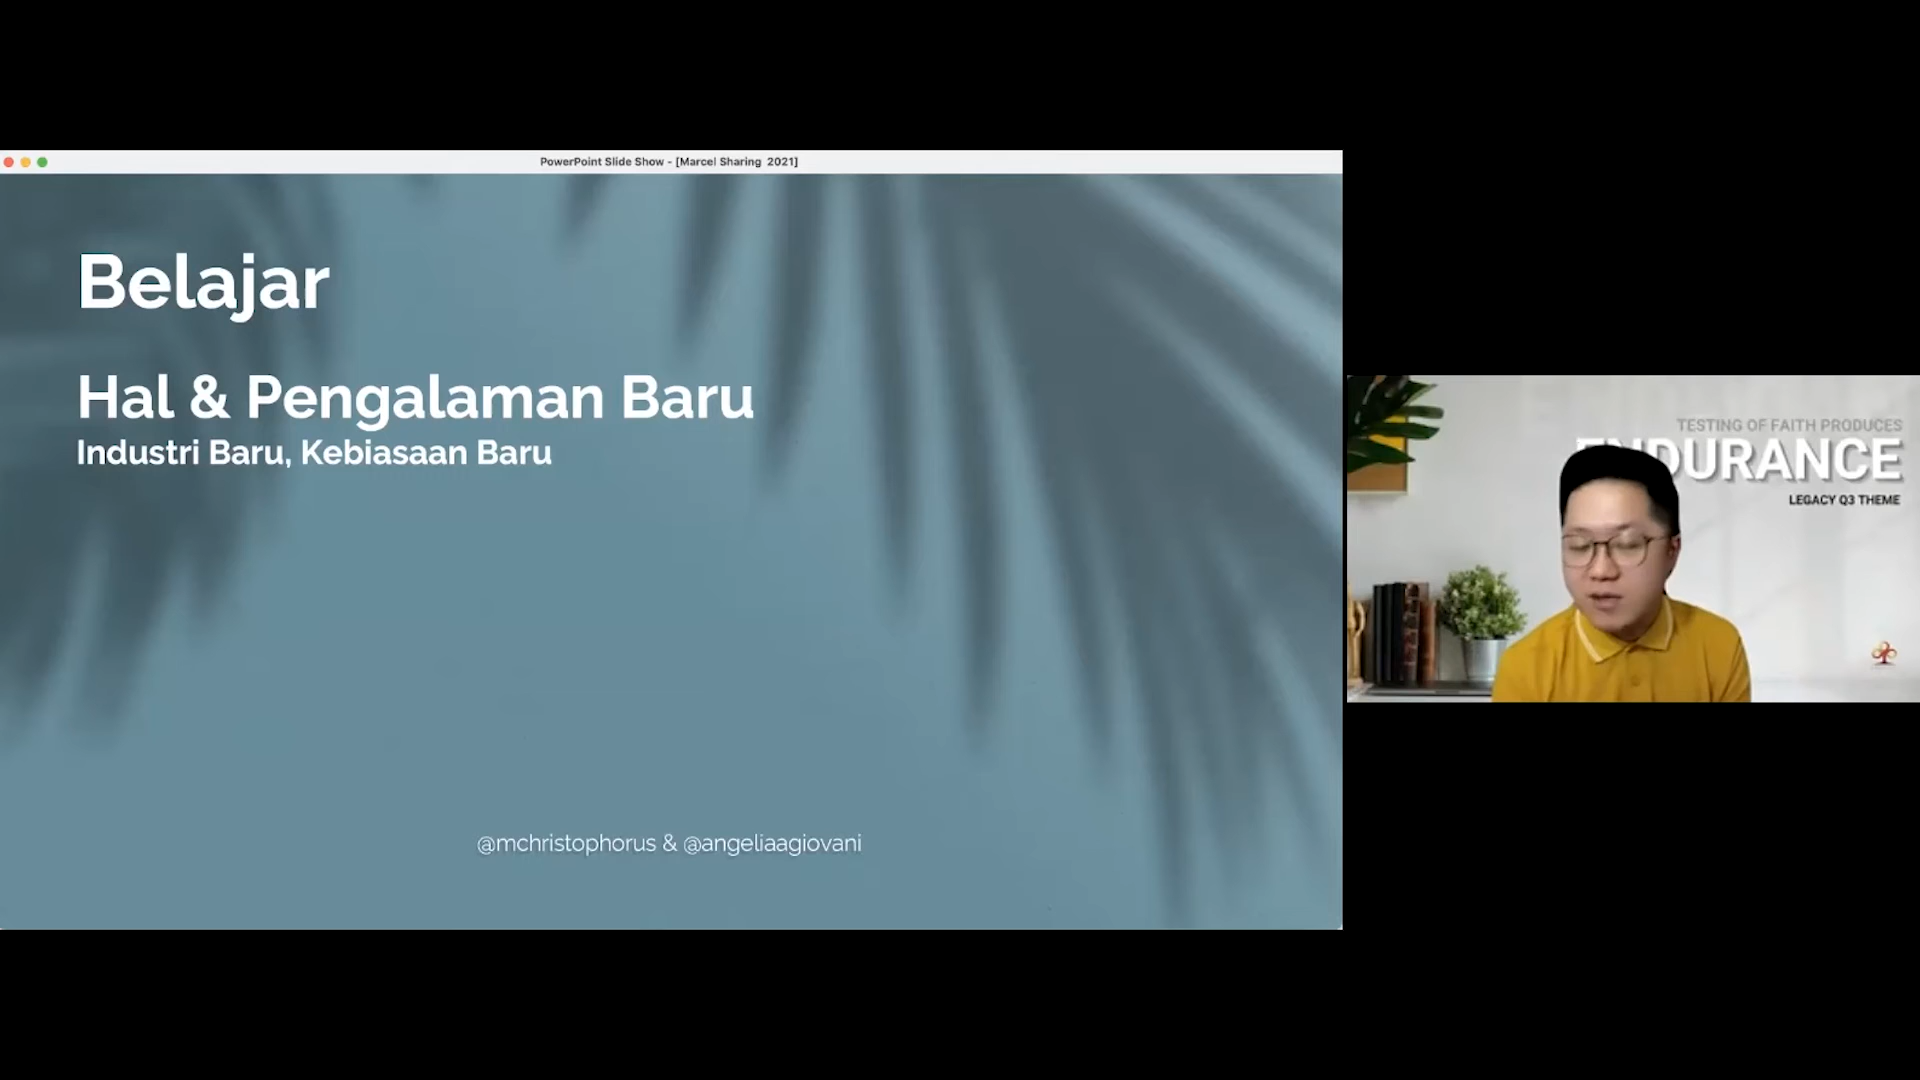 PowerPoint Slide Show - [Marcel Sharing 2021]
Belajar
Hal & Pengalaman Baru
Industri Baru, Kebiasaan Baru
@mchristophorus & @angeliaagiovani
TESTING OF FAITH PRODUCES
ENDURANCE
LEGACY Q3 THEME